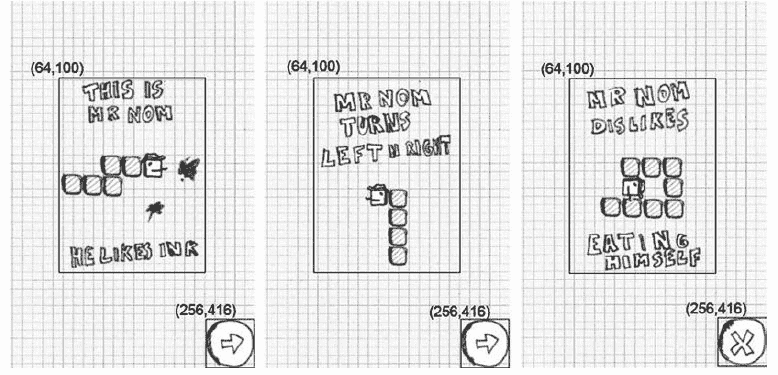 (64,100)
THIS IS
MR NOM
HE LIKES INK
(256,416)
(64,100)
MR NOM
TURNS
LEFT N RIGHT
(256,416)
(64,100)
MR NOM
DISLIKES
EATING
HIMSELF
(256,416)